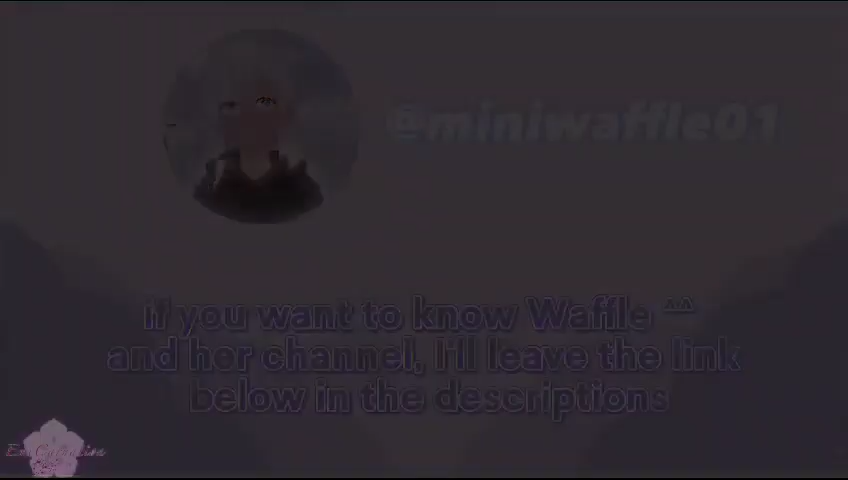 @miniwaffle01
if you want to know Waffle ^^
and her channel, I'll leave the link
below in the descriptions